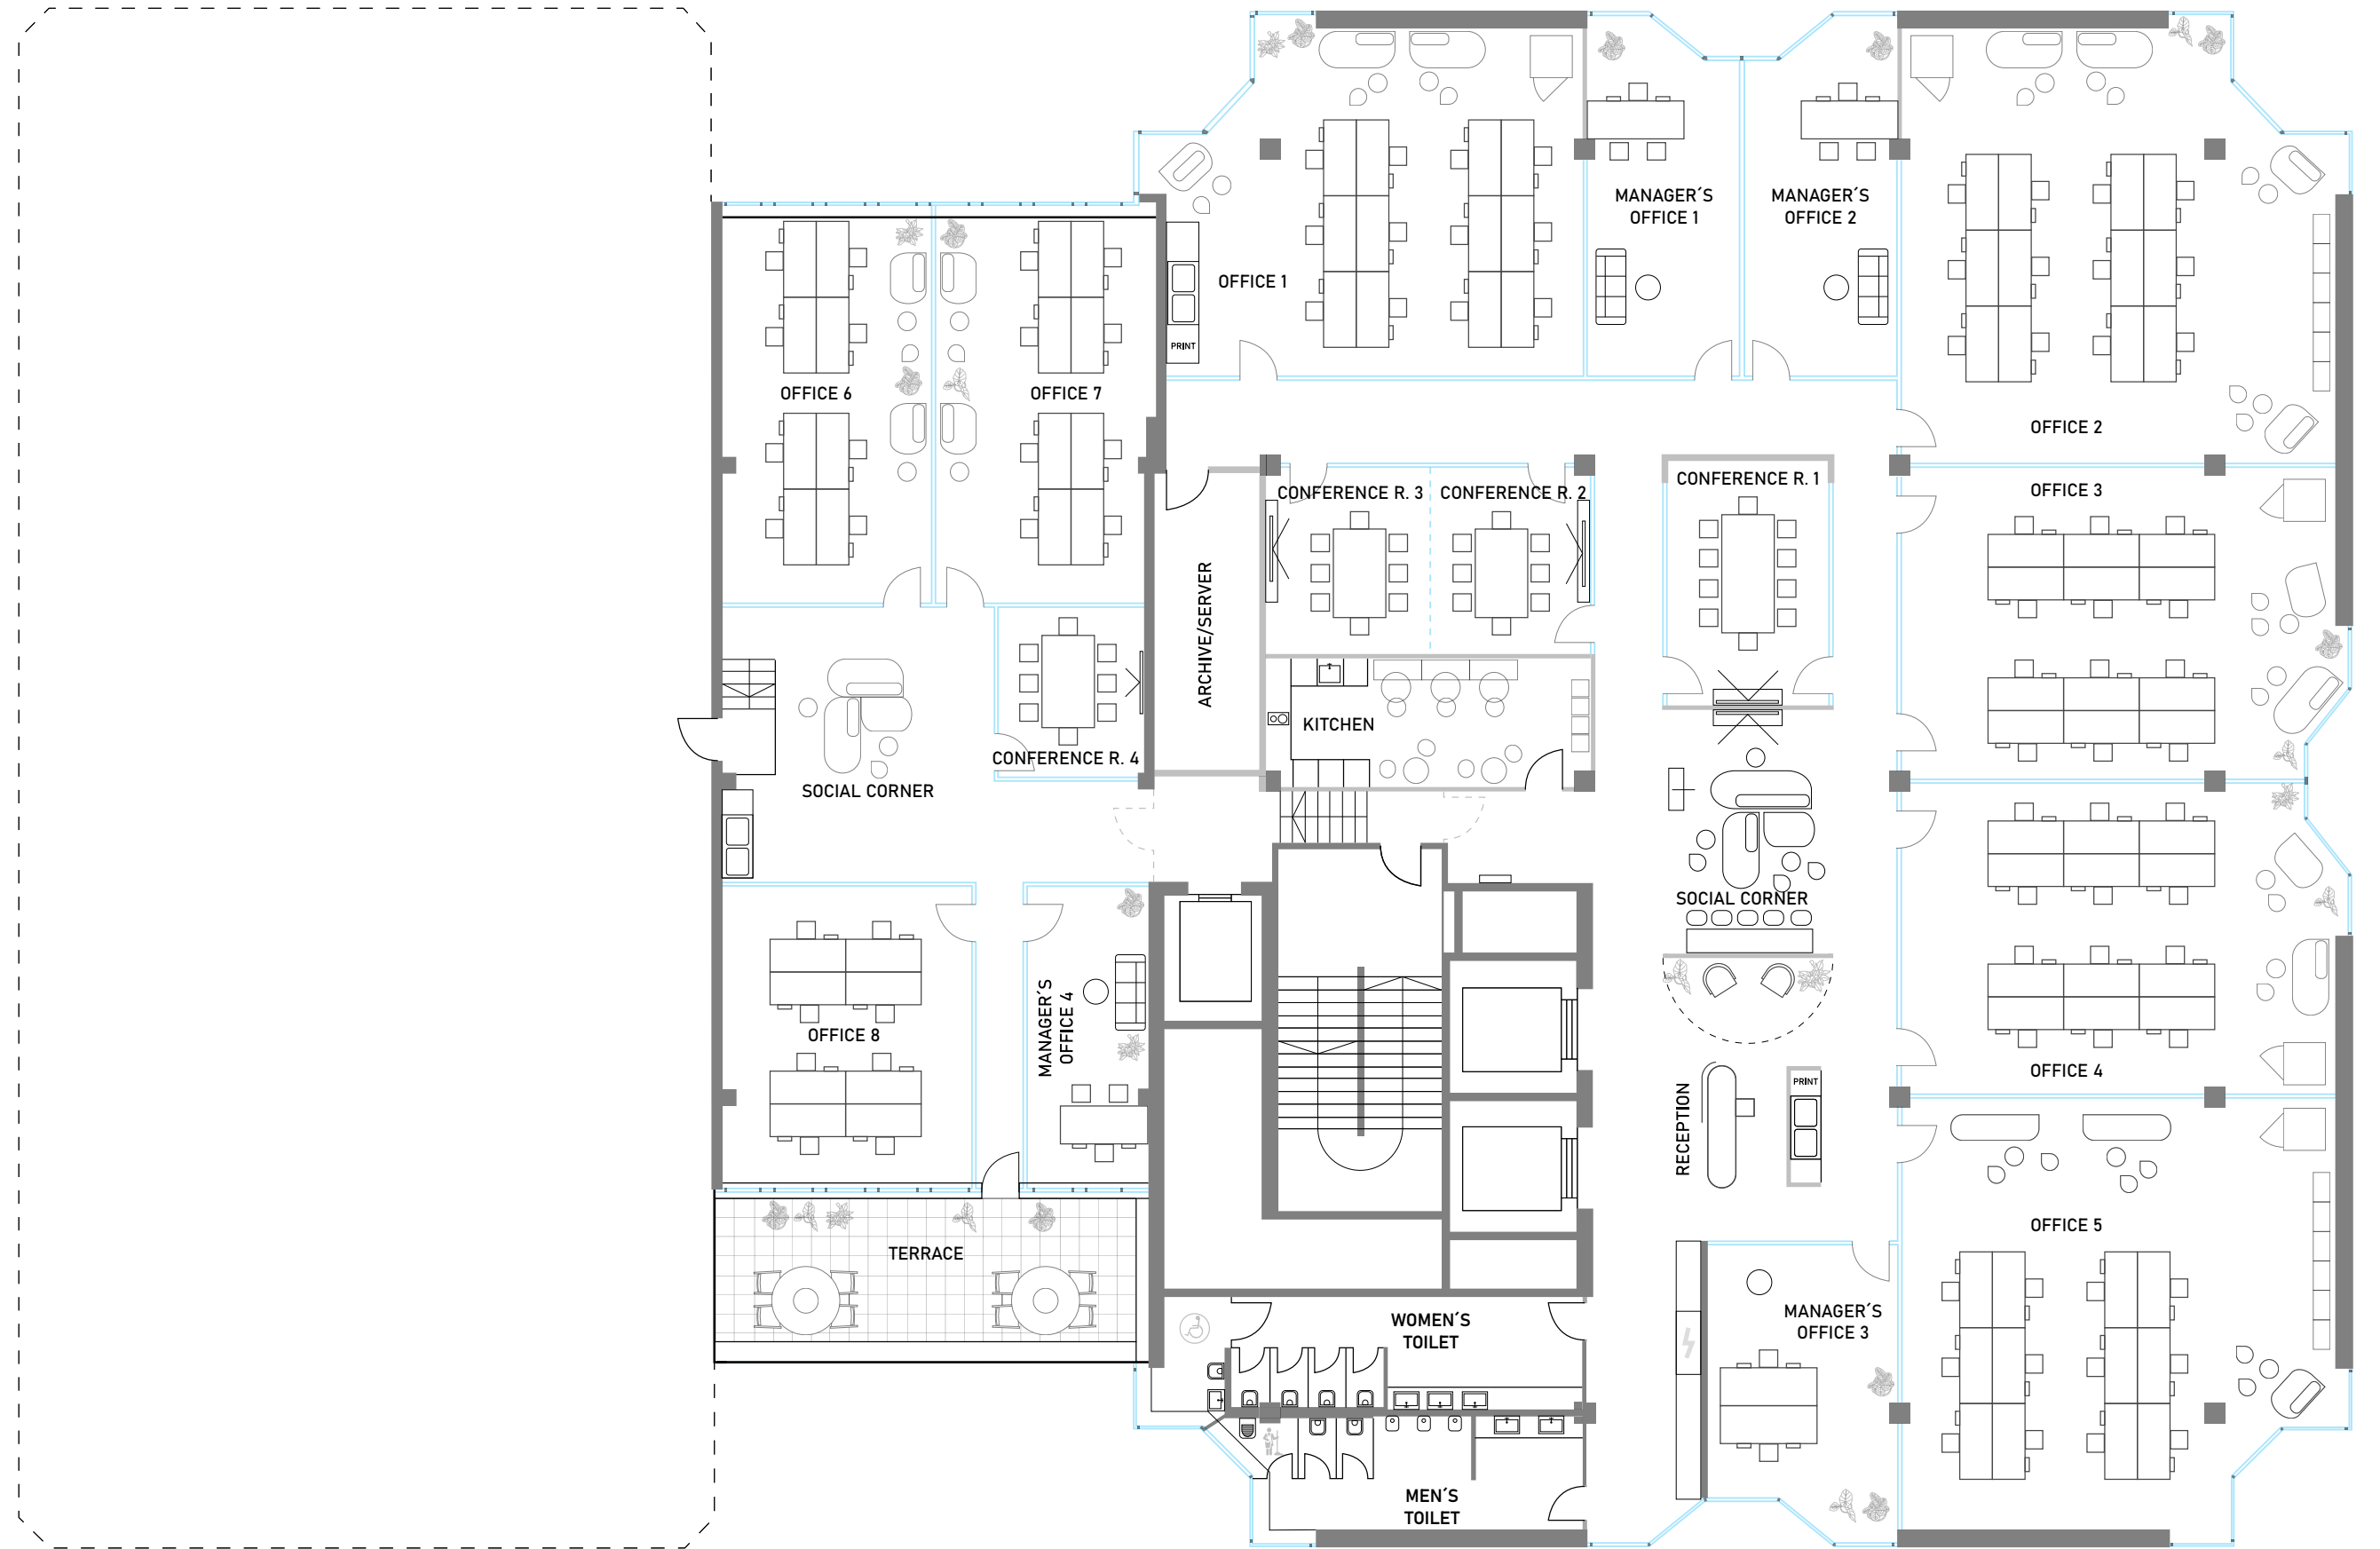 MANAGER´S
OFFICE 1
MANAGER´S
OFFICE 2
OFFICE 1
PRINT
OFFICE 6
OFFICE 7
OFFICE 2
CONFERENCE R. 3
CONFERENCE R. 2
CONFERENCE R. 1
OFFICE 3
ARCHIVE/SERVER
KITCHEN
CONFERENCE R. 4
SOCIAL CORNER
SOCIAL CORNER
OFFICE 8
MANAGER´S
OFFICE 4
OFFICE 4
PRINT
RECEPTION
OFFICE 5
TERRACE
WOMEN´S
TOILET
MANAGER´S
OFFICE 3
MEN´S
TOILET